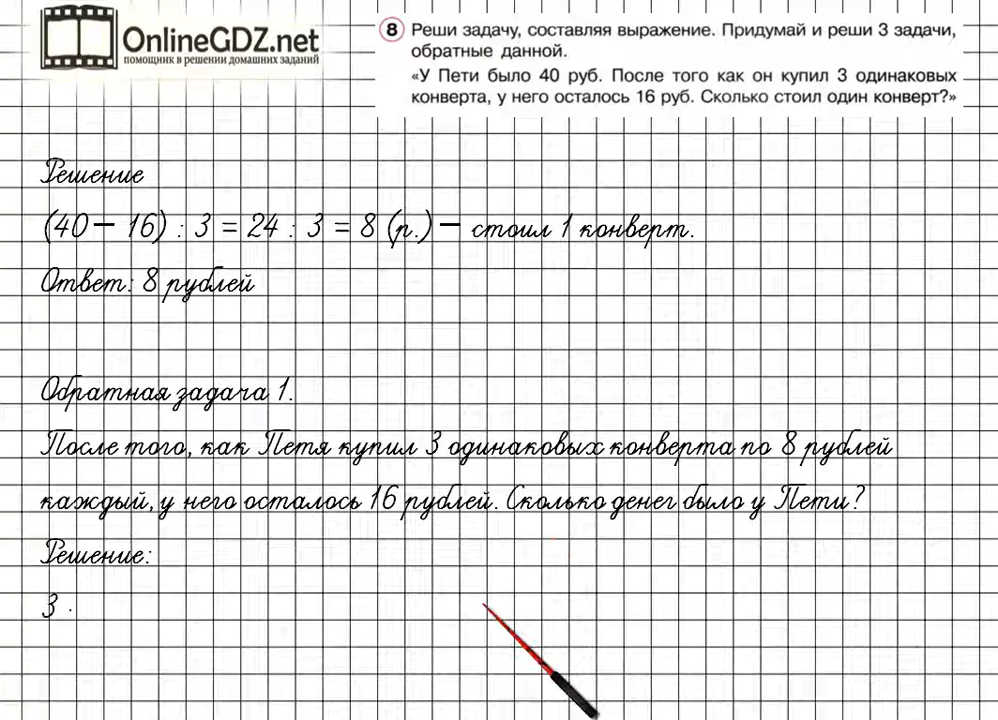 OnlineGDZ.net
помощник в решении домашних заданий
8 Реши задачу, составляя выражение. Придумай и реши 3 задачи,
обратные данной.
«У Пети было 40 руб. После того как он купил 3 одинаковых
конверта, у него осталось 16 руб. Сколько стоил один конверт?»
Решение
(40 – 16) : 3 = 24 : 3 = 8 (р.) – стоил 1 конверт.
Ответ: 8 рублей
Обратная задача 1.
После того, как Петя купил 3 одинаковых конверта по 8 рублей
каждый, у него осталось 16 рублей. Сколько денег было у Пети?
Решение:
3 ·